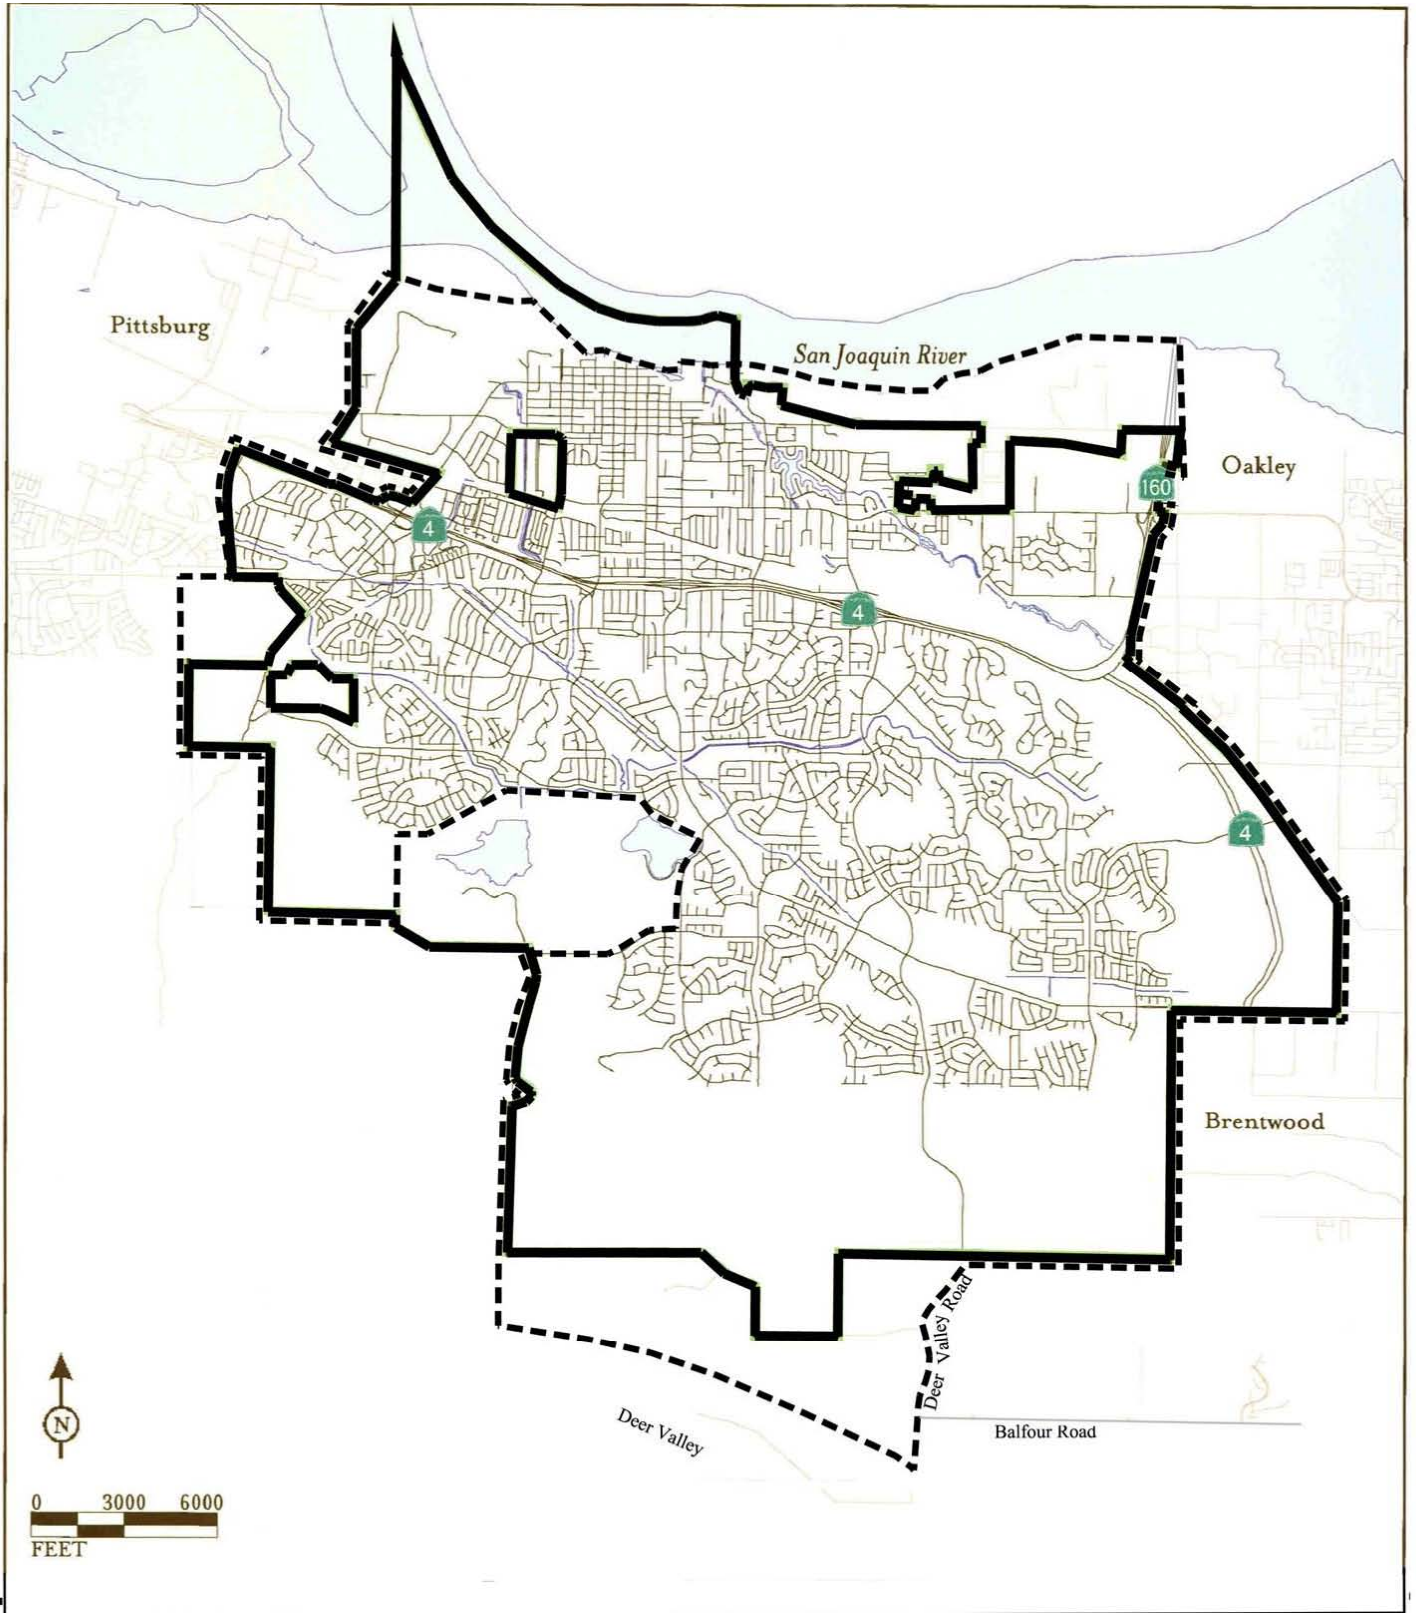 Pittsburg
San Joaquin River
Oakley
160
4
4
4
Brentwood
Deer Valley Road
Deer Valley
Balfour Road
N
0 3000 6000
FEET